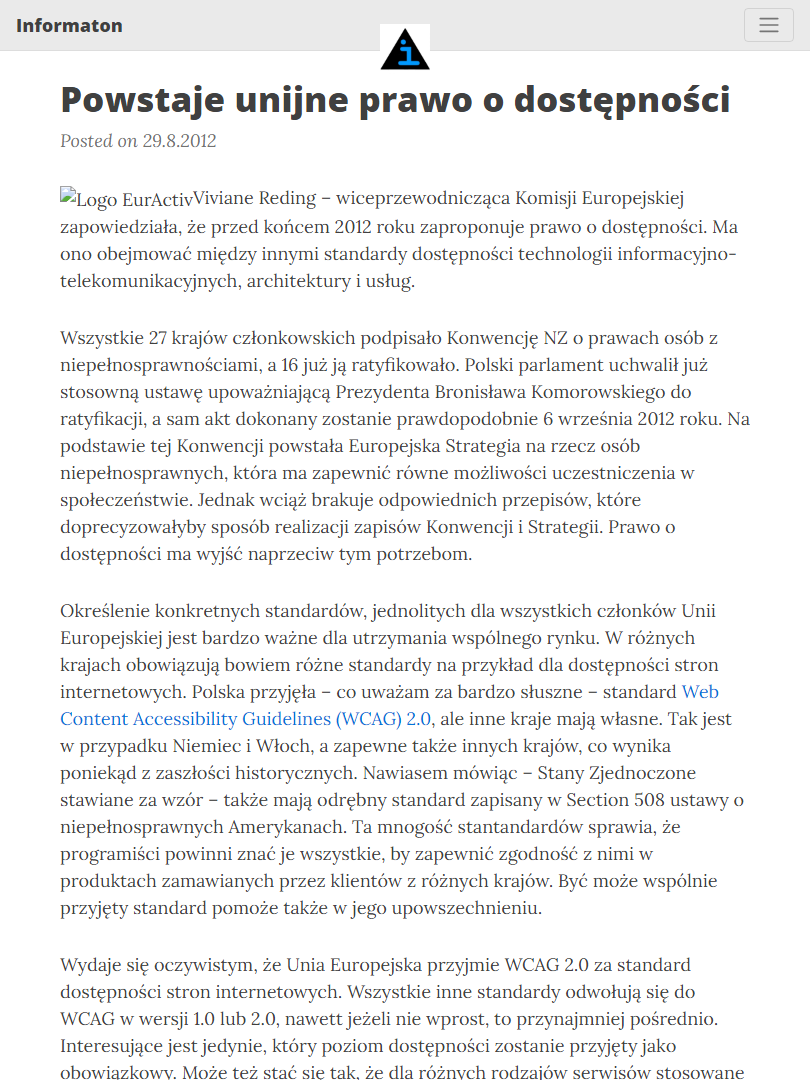 Informaton
i
Powstaje unijne prawo o dostępności
Posted on 29.8.2012
Logo EurActivViviane Reding – wiceprzewodnicząca Komisji Europejskiej
zapowiedziała, że przed końcem 2012 roku zaproponuje prawo o dostępności. Ma
ono obejmować między innymi standardy dostępności technologii informacyjno-
telekomunikacyjnych, architektury i usług.
Wszystkie 27 krajów członkowskich podpisało Konwencję NZ o prawach osób z
niepełnosprawnościami, a 16 już ją ratyfikowało. Polski parlament uchwalił już
stosowną ustawę upoważniającą Prezydenta Bronisława Komorowskiego do
ratyfikacji, a sam akt dokonany zostanie prawdopodobnie 6 września 2012 roku. Na
podstawie tej Konwencji powstała Europejska Strategia na rzecz osób
niepełnosprawnych, która ma zapewnić równe możliwości uczestniczenia w
społeczeństwie. Jednak wciąż brakuje odpowiednich przepisów, które
doprecyzowałyby sposób realizacji zapisów Konwencji i Strategii. Prawo o
dostępności ma wyjść naprzeciw tym potrzebom.
Określenie konkretnych standardów, jednolitych dla wszystkich członków Unii
Europejskiej jest bardzo ważne dla utrzymania wspólnego rynku. W różnych
krajach obowiązują bowiem różne standardy na przykład dla dostępności stron
internetowych. Polska przyjęła – co uważam za bardzo słuszne – standard Web
Content Accessibility Guidelines (WCAG) 2.0, ale inne kraje mają własne. Tak jest
w przypadku Niemiec i Włoch, a zapewne także innych krajów, co wynika
poniekąd z zaszłości historycznych. Nawiasem mówiąc – Stany Zjednoczone
stawiane za wzór – także mają odrębny standard zapisany w Section 508 ustawy o
niepełnosprawnych Amerykanach. Ta mnogość stantandardów sprawia, że
programiści powinni znać je wszystkie, by zapewnić zgodność z nimi w
produktach zamawianych przez klientów z różnych krajów. Być może wspólnie
przyjęty standard pomoże także w jego upowszechnieniu.
Wydaje się oczywistym, że Unia Europejska przyjmie WCAG 2.0 za standard
dostępności stron internetowych. Wszystkie inne standardy odwołują się do
WCAG w wersji 1.0 lub 2.0, nawett jeżeli nie wprost, to przynajmniej pośrednio.
Interesujące jest jedynie, który poziom dostępności zostanie przyjęty jako
obowiązkowy. Może też stać się tak, że dla różnych rodzajów serwisów stosowane